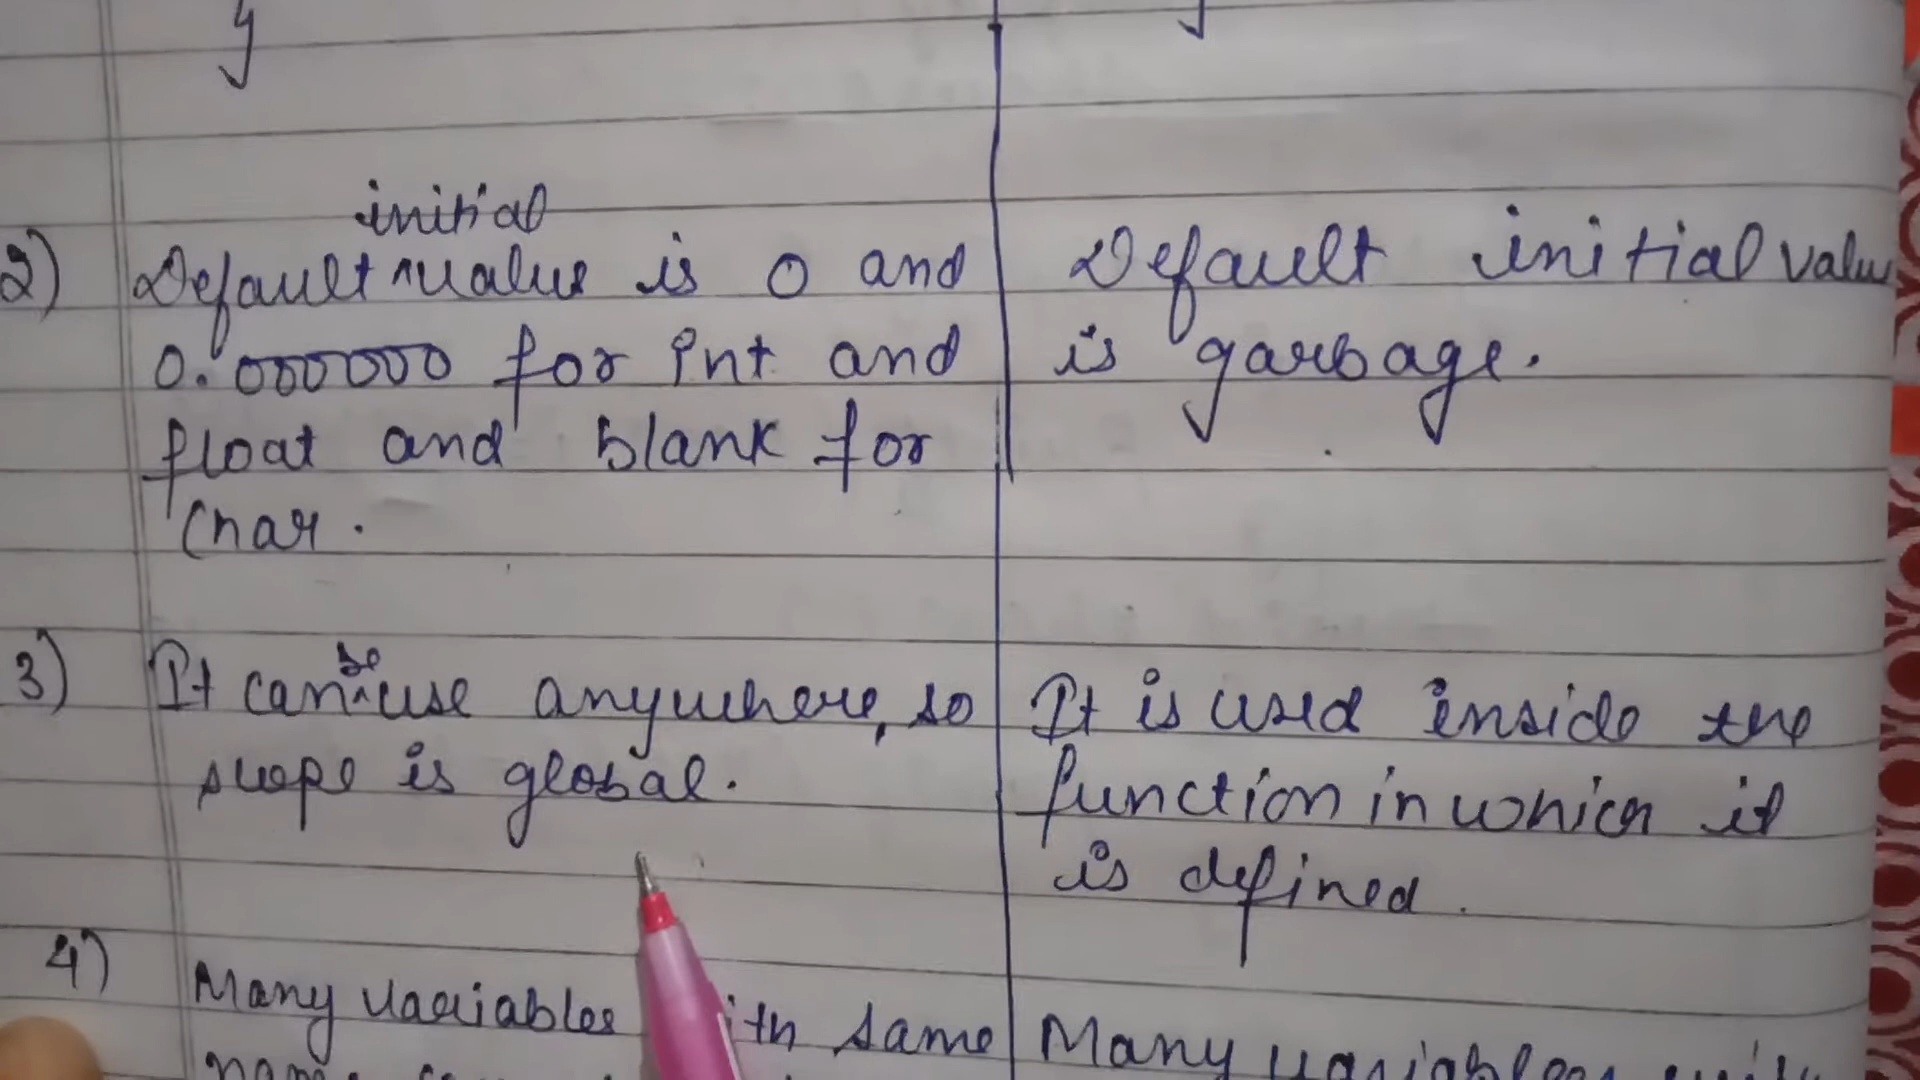 y
y
initial
2) Default ^ value is 0 and
0.000000 for int and
float and blank for
Char.
Default initial value
is garbage.
3) It can ^ be use anywhere, so
scope is global.
It is used inside the
function in which it
is defined.
4) Many variables with same
Many variables